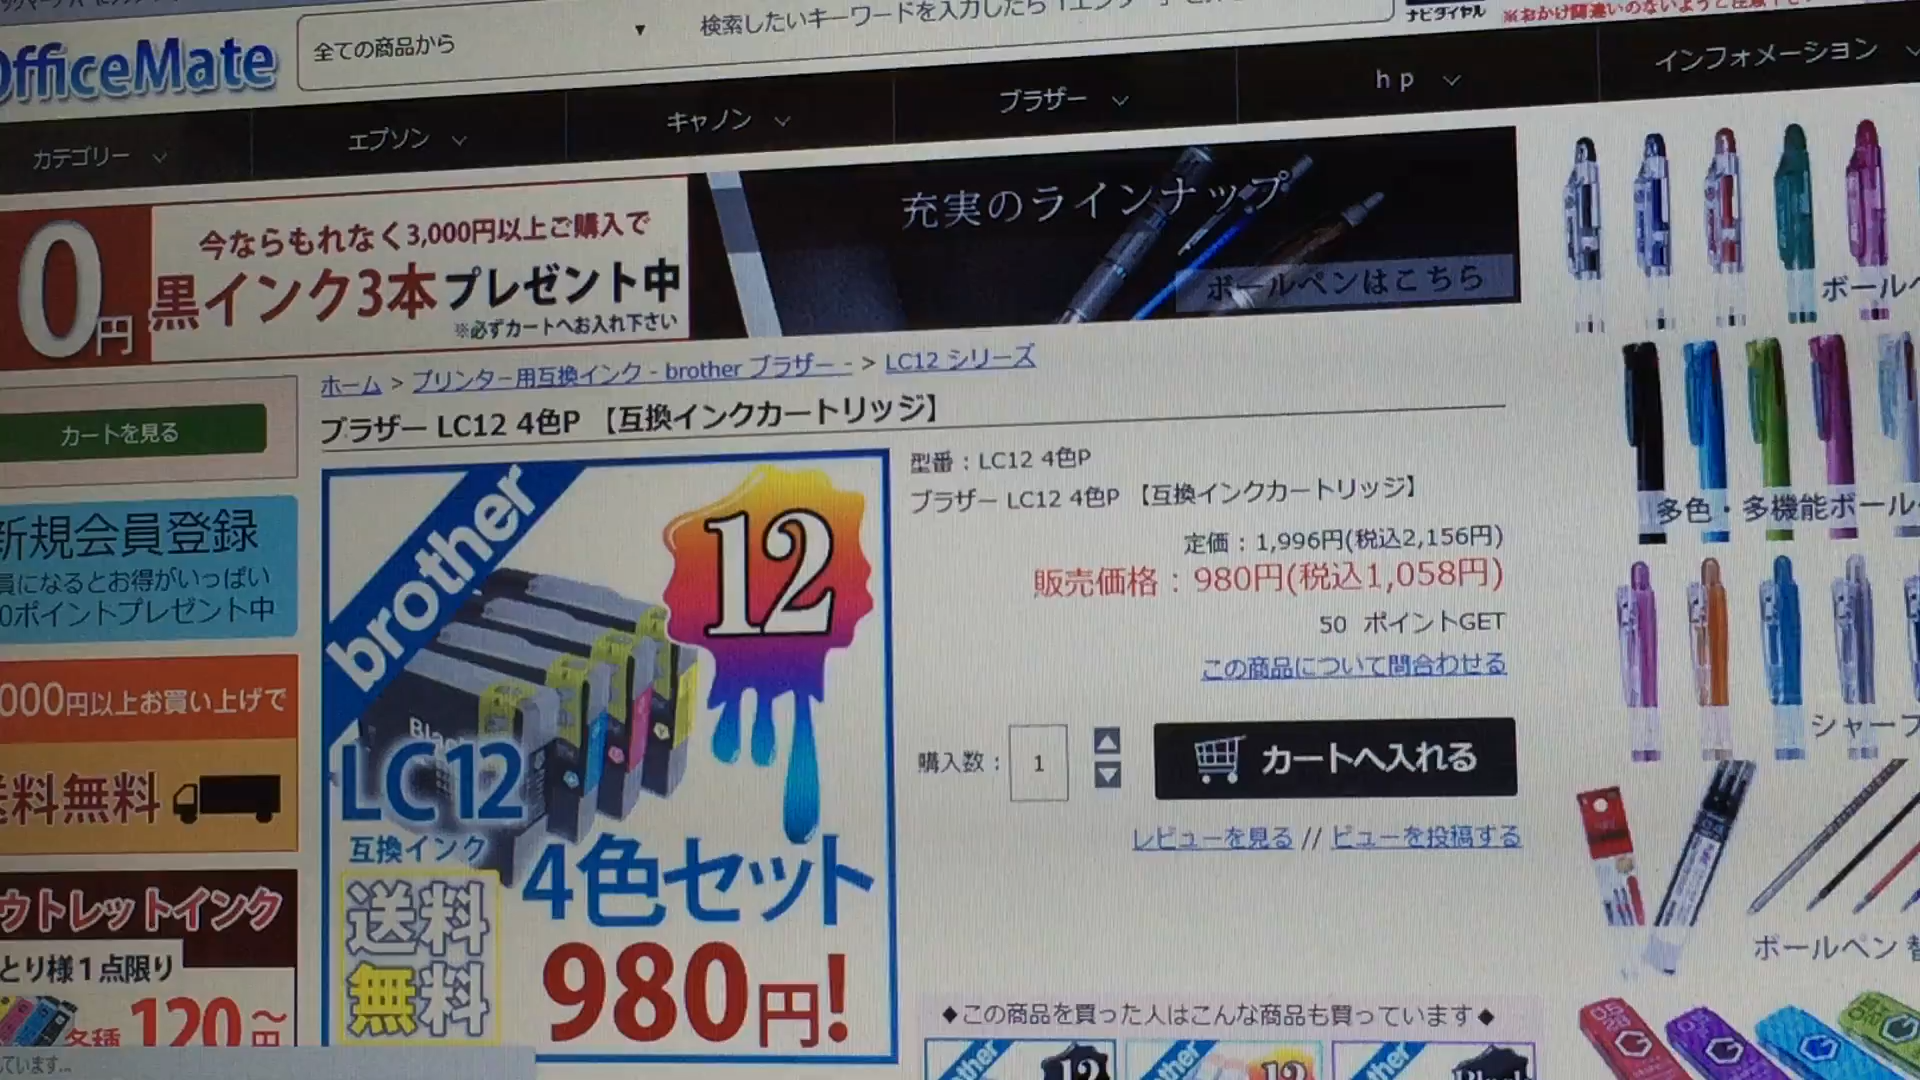 OfficeMate
全ての商品から
検索したいキーワードを入力したら
ナビダイヤル
カテゴリー
エプソン
キャノン
ブラザー
hp
インフォメーション
0円
今ならもれなく3,000円以上ご購入で
黒インク3本プレゼント中
※必ずカートへお入れ下さい
充実のラインナップ
ボールペンはこちら
ホーム > プリンター用互換インク - brother ブラザー - > LC12 シリーズ
ブラザー LC12 4色P 【互換インクカートリッジ】
カートを見る
新規会員登録
員になるとお得がいっぱい
0ポイントプレゼント中
000円以上お買い上げで
送料無料
ウトレットインク
とり様1点限り
各種 120円～
ています...
brother
12
Black
LC12
互換インク
4色セット
送料無料
980円!
型番：LC12 4色P
ブラザー LC12 4色P 【互換インクカートリッジ】
定価：1,996円(税込2,156円)
販売価格：980円(税込1,058円)
50 ポイントGET
この商品について問合わせる
購入数： 1
カートへ入れる
レビューを見る // ビューを投稿する
◆この商品を買った人はこんな商品も買っています◆
brother
12
brother
12
brother
Black
ボールペ
多色・多機能ボール
シャープ
ボールペン 替